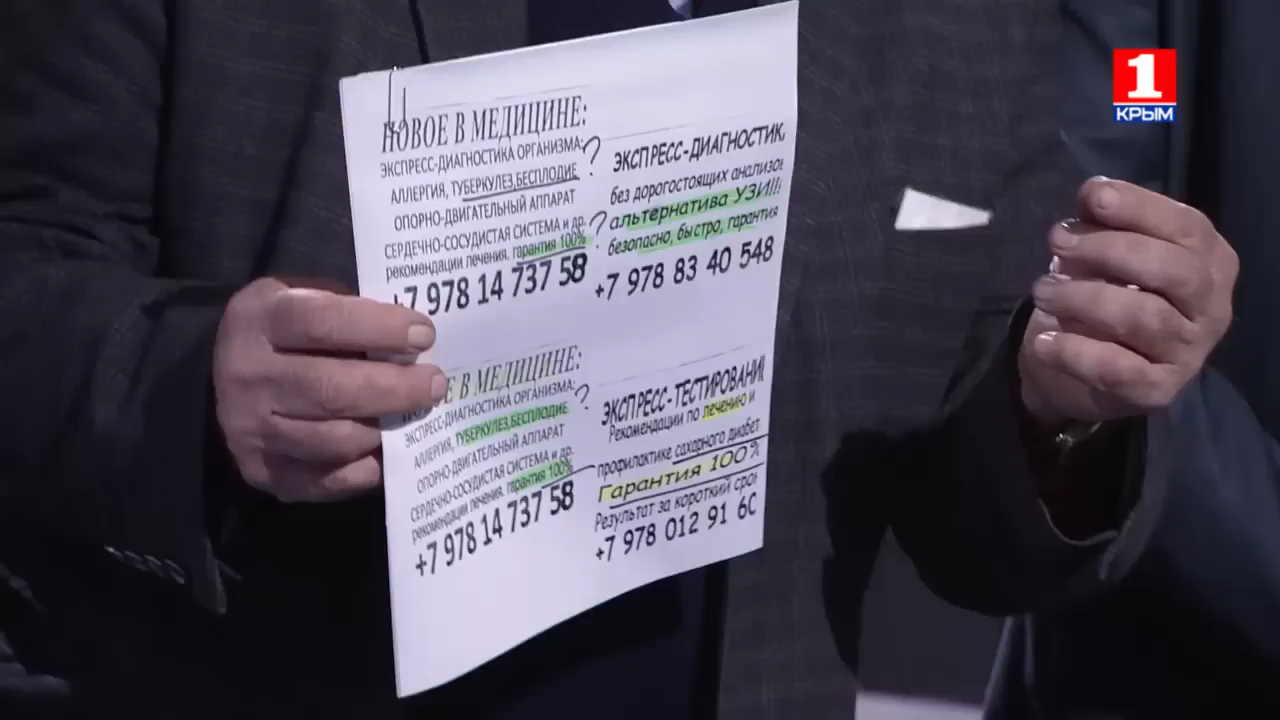 1
КРЫМ
НОВОЕ В МЕДИЦИНЕ:
ЭКСПРЕСС-ДИАГНОСТИКА ОРГАНИЗМА:
?
АЛЛЕРГИЯ, ТУБЕРКУЛЕЗ,БЕСПЛОДИЕ
ОПОРНО-ДВИГАТЕЛЬНЫЙ АППАРАТ
СЕРДЕЧНО-СОСУДИСТАЯ СИСТЕМА И ДР.
?
рекомендации лечения. гарантия 100%
+7 978 14 737 58
ЭКСПРЕСС-ДИАГНОСТИКА
без дорогостоящих анализов
альтернатива УЗИ!!!
безопасно, быстро, гарантия
+7 978 83 40 548
НОВОЕ В МЕДИЦИНЕ:
ЭКСПРЕСС-ДИАГНОСТИКА ОРГАНИЗМА:
?
АЛЛЕРГИЯ, ТУБЕРКУЛЕЗ,БЕСПЛОДИЕ
ОПОРНО-ДВИГАТЕЛЬНЫЙ АППАРАТ
СЕРДЕЧНО-СОСУДИСТАЯ СИСТЕМА И ДР.
рекомендации лечения. гарантия 100%
+7 978 14 737 58
ЭКСПРЕСС-ТЕСТИРОВАНИ
Рекомендации по лечению и
профилактике сахарного диабет
Гарантия 100%
Результат за короткий срок
+7 978 012 91 60